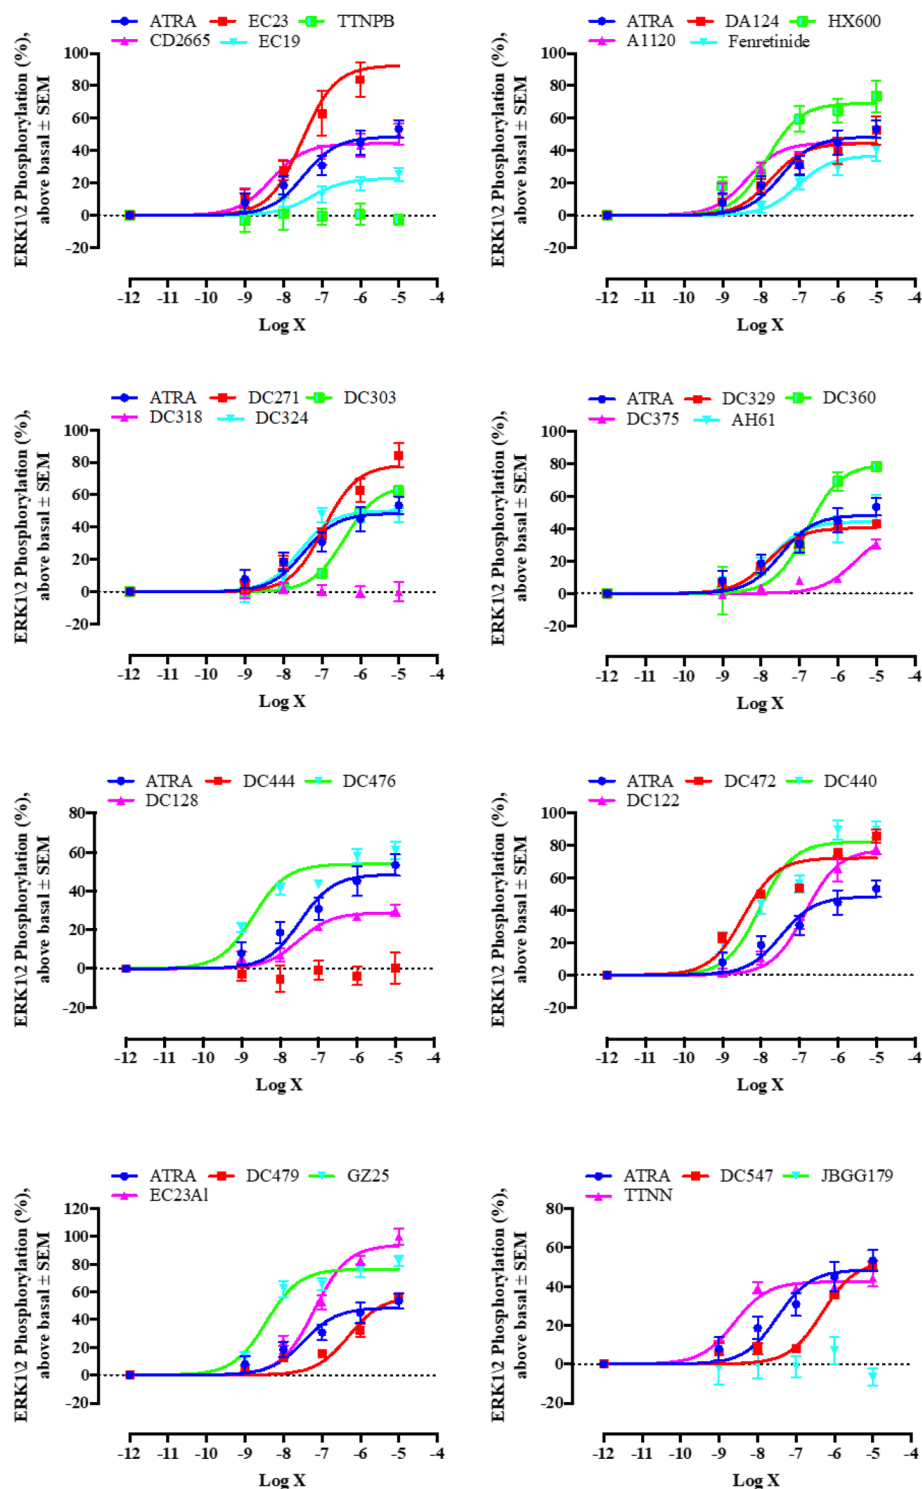 ATRA EC23 TTNPB
CD2665 EC19
ERK1\2 Phosphorylation (%),
above basal ± SEM
100
80
60
40
20
0
-20
-12 -11 -10 -9 -8 -7 -6 -5 -4
Log X
ATRA DA124 HX600
A1120 Fenretinide
ERK1\2 Phosphorylation (%),
above basal ± SEM
100
80
60
40
20
0
-20
-12 -11 -10 -9 -8 -7 -6 -5 -4
Log X
ATRA DC271 DC303
DC318 DC324
ERK1\2 Phosphorylation (%),
above basal ± SEM
100
80
60
40
20
0
-20
-12 -11 -10 -9 -8 -7 -6 -5 -4
Log X
ATRA DC329 DC360
DC375 AH61
ERK1\2 Phosphorylation (%),
above basal ± SEM
100
80
60
40
20
0
-20
-12 -11 -10 -9 -8 -7 -6 -5 -4
Log X
ATRA DC444 DC476
DC128
ERK1\2 Phosphorylation (%),
above basal ± SEM
80
60
40
20
0
-20
-12 -11 -10 -9 -8 -7 -6 -5 -4
Log X
ATRA DC472 DC440
DC122
ERK1\2 Phosphorylation (%),
above basal ± SEM
100
80
60
40
20
0
-20
-12 -11 -10 -9 -8 -7 -6 -5 -4
Log X
ATRA DC479 GZ25
EC23Al
ERK1\2 Phosphorylation (%),
above basal ± SEM
120
100
80
60
40
20
0
-20
-12 -11 -10 -9 -8 -7 -6 -5 -4
Log X
ATRA DC547 JBGG179
TTNN
ERK1\2 Phosphorylation (%),
above basal ± SEM
80
60
40
20
0
-20
-12 -11 -10 -9 -8 -7 -6 -5 -4
Log X